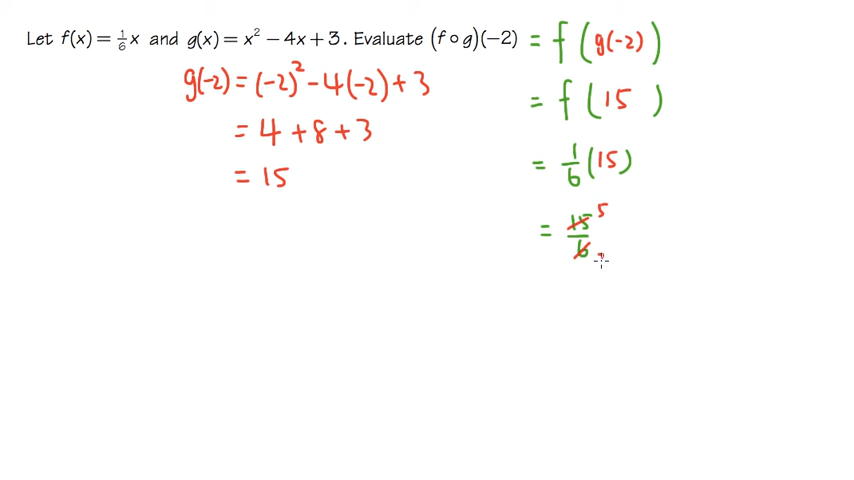 Let f(x) = 1/6 x and g(x) = x² − 4x + 3. Evaluate (f ∘ g)(−2) = f(g(−2))
g(−2) = (−2)² − 4(−2) + 3
= 4 + 8 + 3
= 15
= f(15)
= 1/6 (15)
= 15/6 5